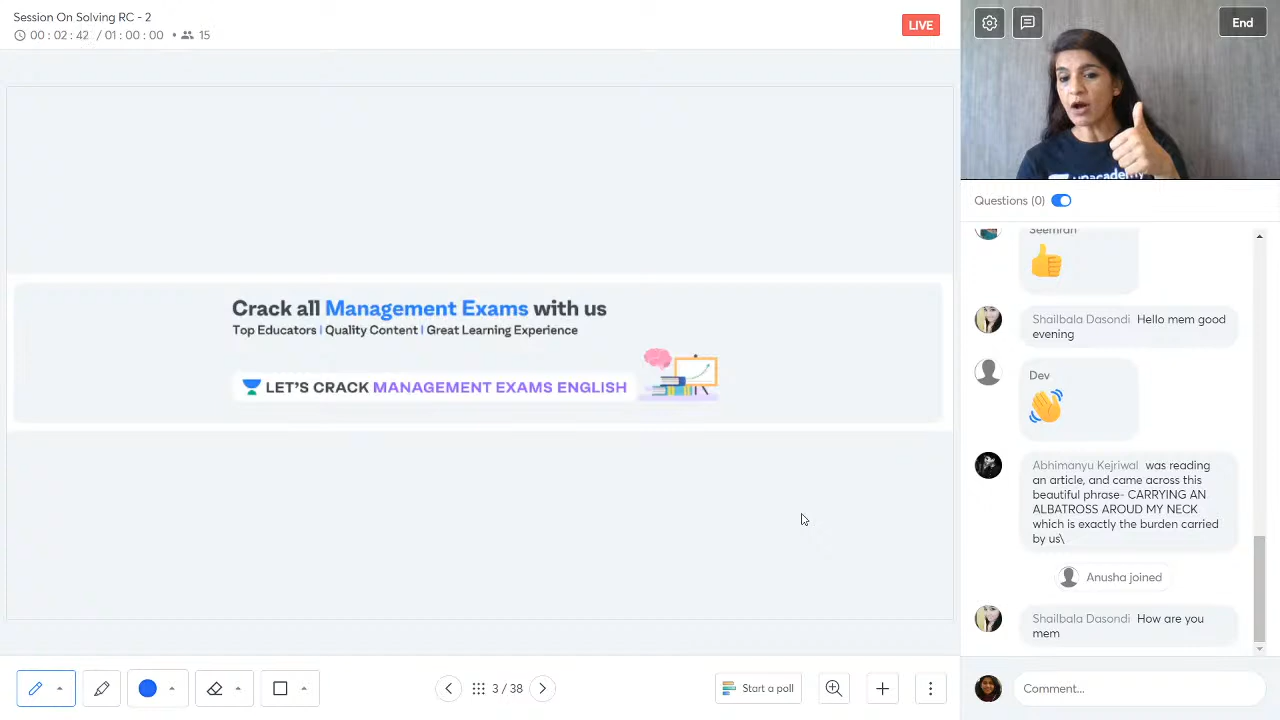 Session On Solving RC - 2
00 : 02 : 42 / 01 : 00 : 00 • 15
LIVE
End
unacademy
Crack all Management Exams with us
Top Educators | Quality Content | Great Learning Experience
LET'S CRACK MANAGEMENT EXAMS ENGLISH
Questions (0)
Seemran
Shailbala Dasondi Hello mem good
evening
Dev
Abhimanyu Kejriwal was reading
an article, and came across this
beautiful phrase- CARRYING AN
ALBATROSS AROUD MY NECK
which is exactly the burden carried
by us\
Anusha joined
Shailbala Dasondi How are you
mem
3 / 38
Start a poll
Comment...